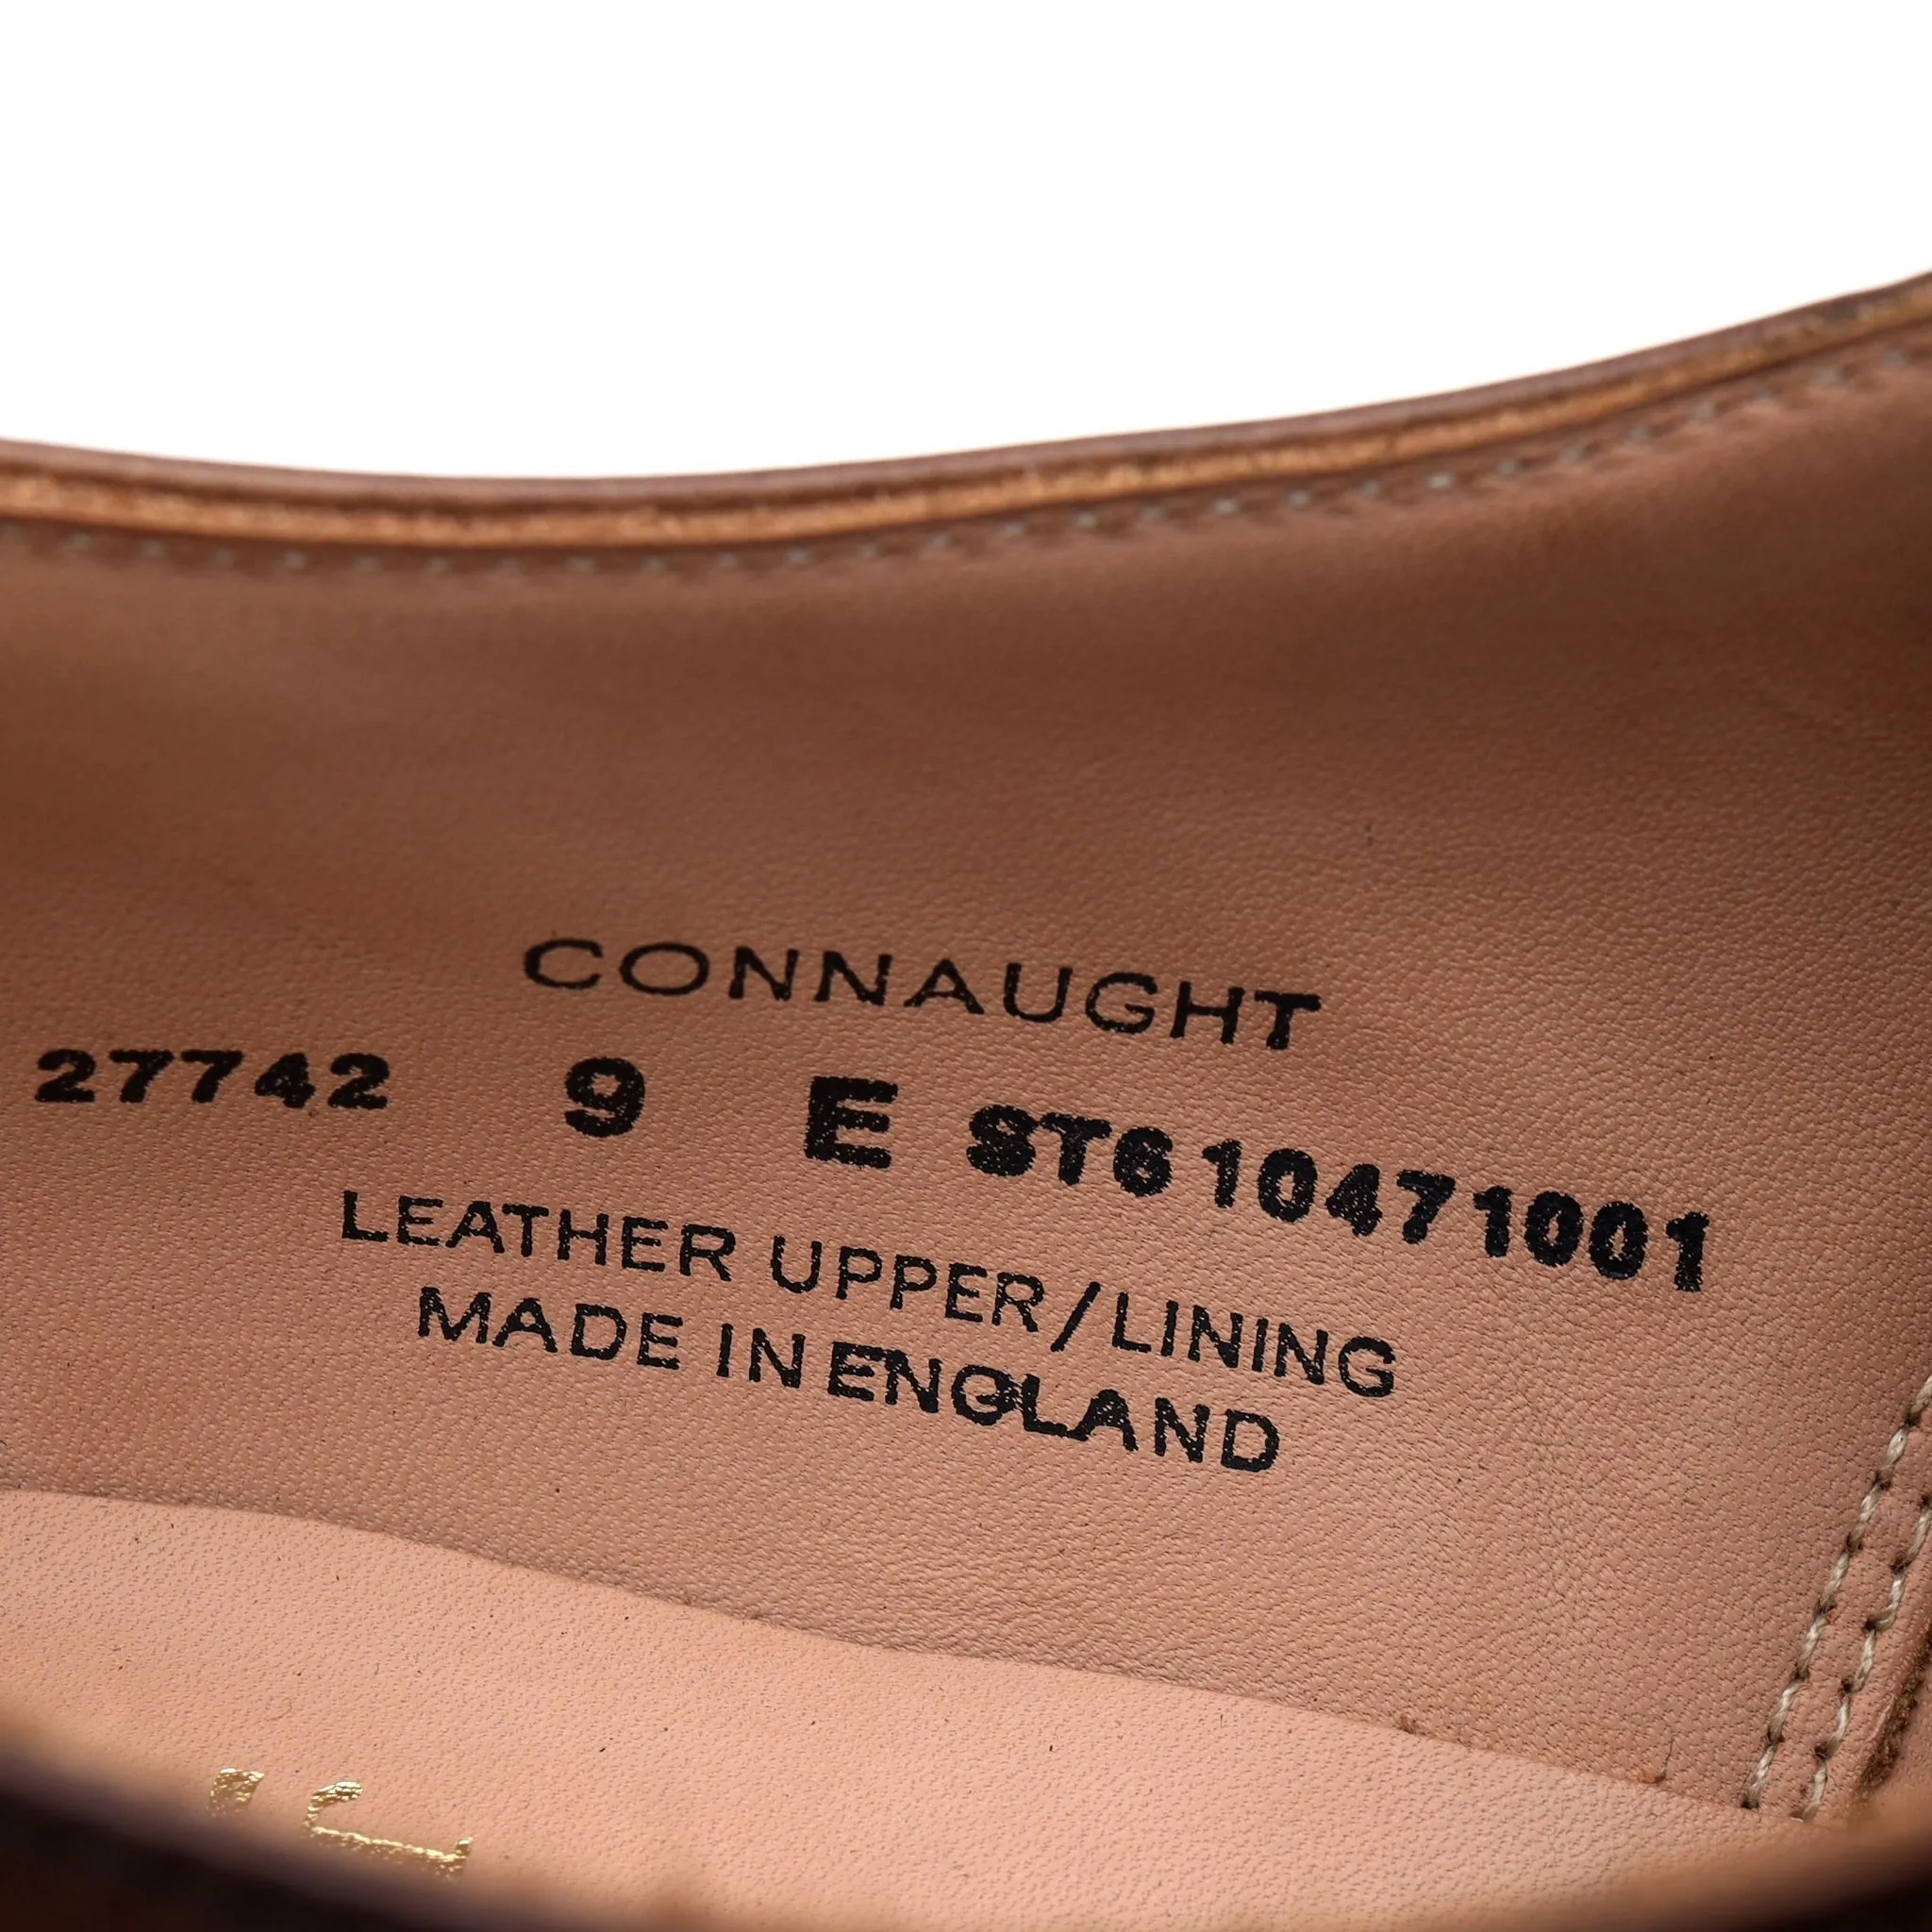 CONNAUGHT
27742 9 E ST610471001
LEATHER UPPER/LINING
MADE IN ENGLAND